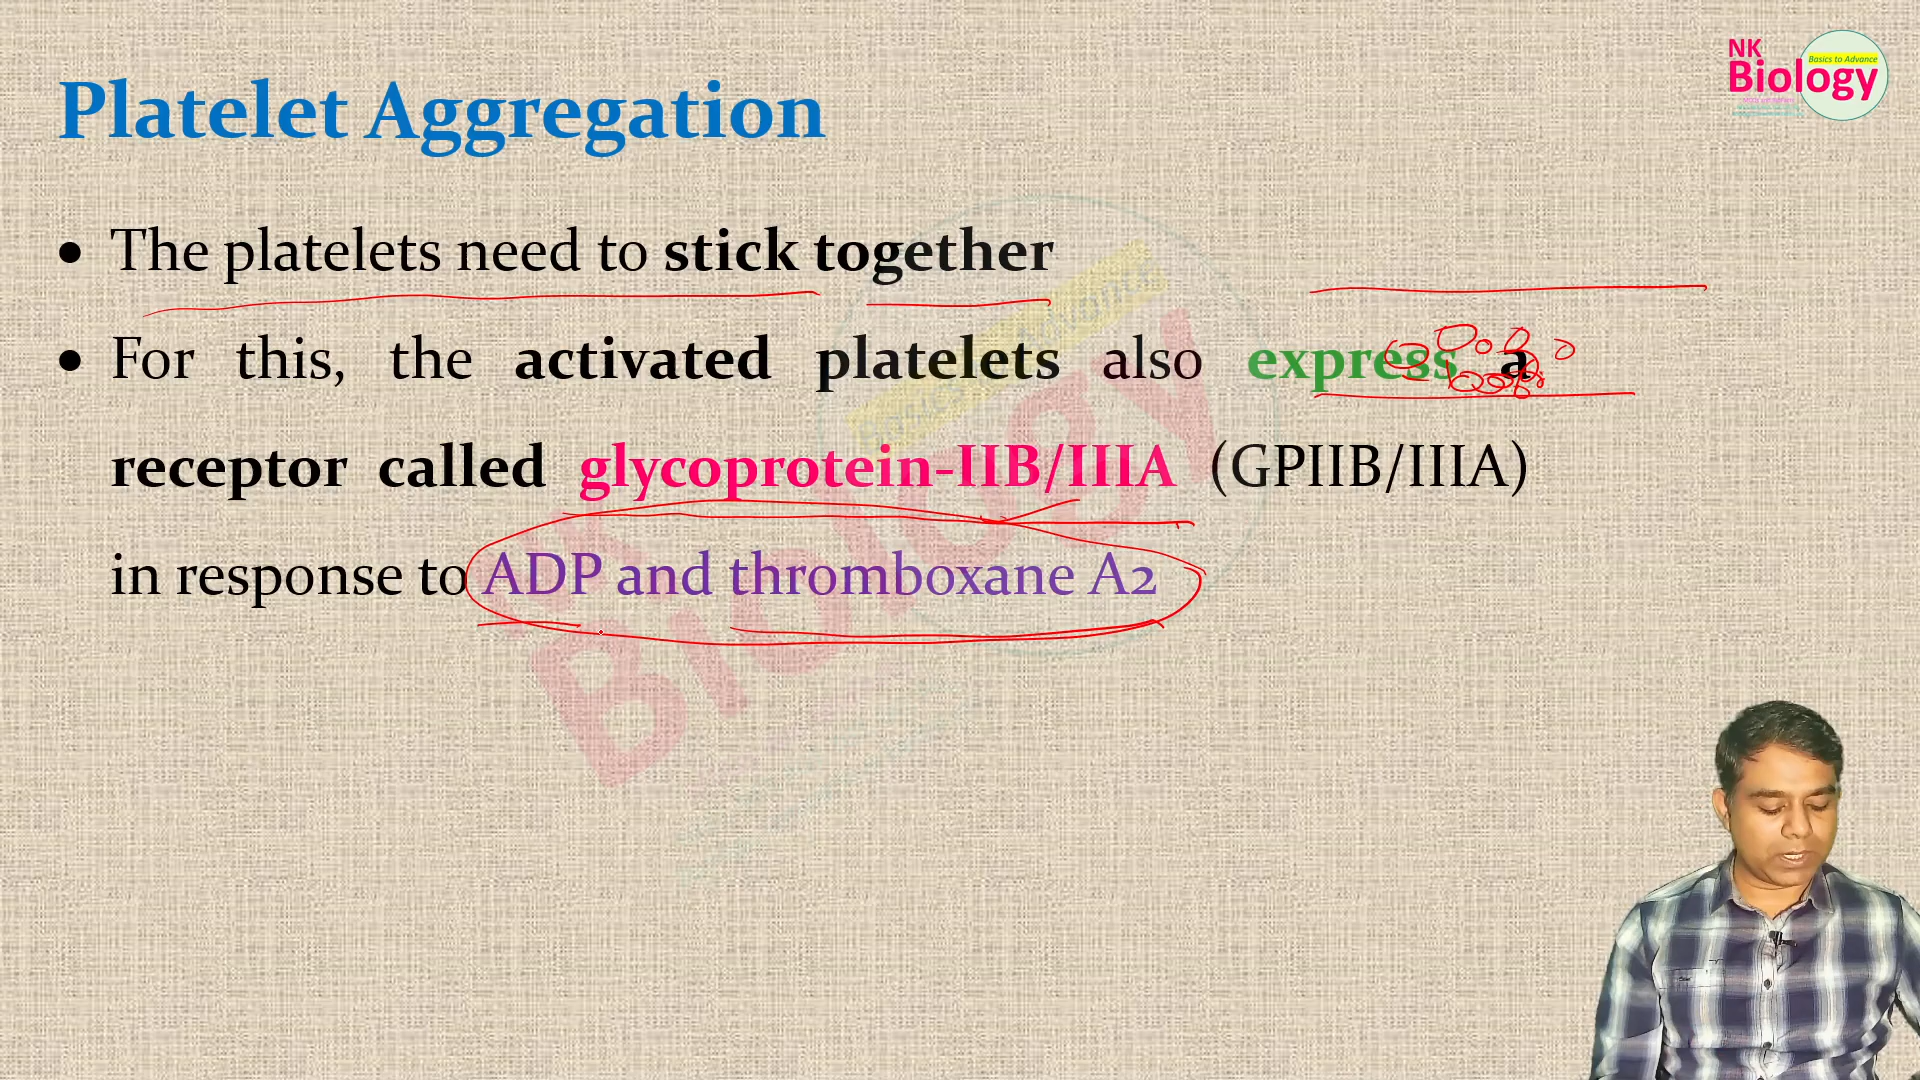 NK
Basics to Advance
Biology
Platelet Aggregation
• The platelets need to stick together
• For this, the activated platelets also express a
receptor called glycoprotein-IIB/IIIA (GPIIB/IIIA)
in response to ADP and thromboxane A2
Biology